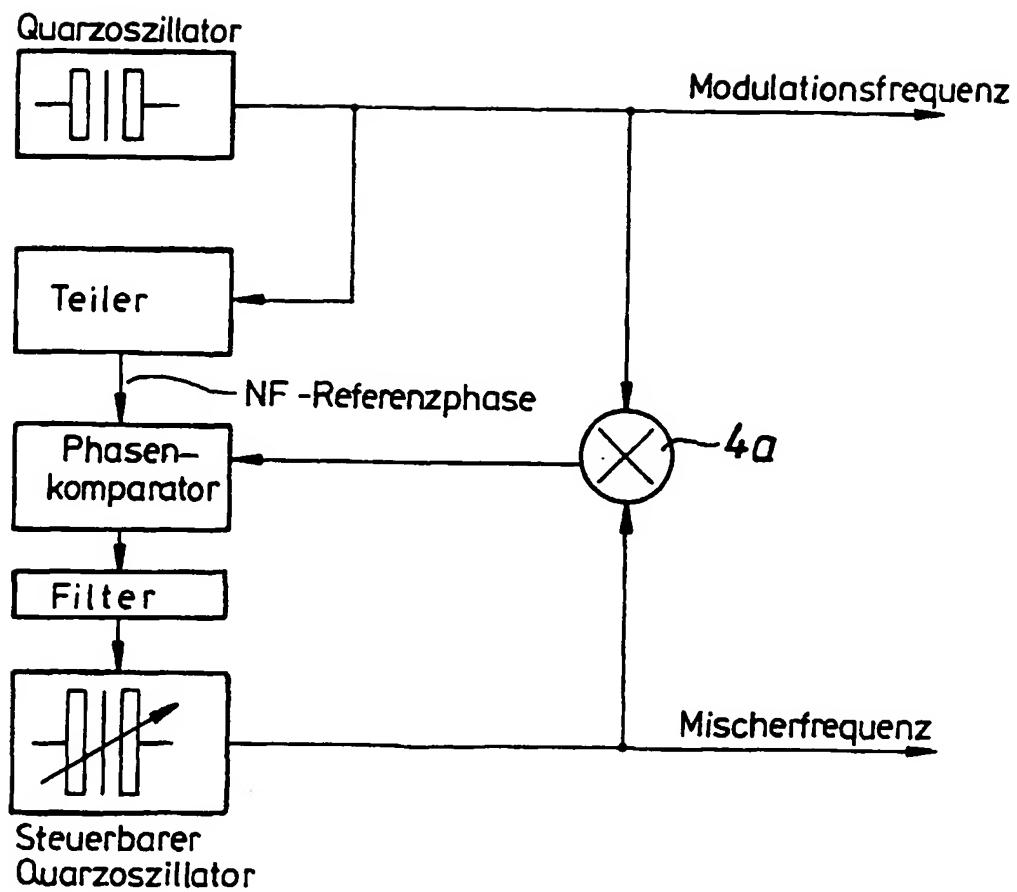 Quarzoszillator
Modulationsfrequenz
Teiler
NF-Referenzphase
Phasen-
komparator
4a
Filter
Mischerfrequenz
Steuerbarer
Quarzoszillator